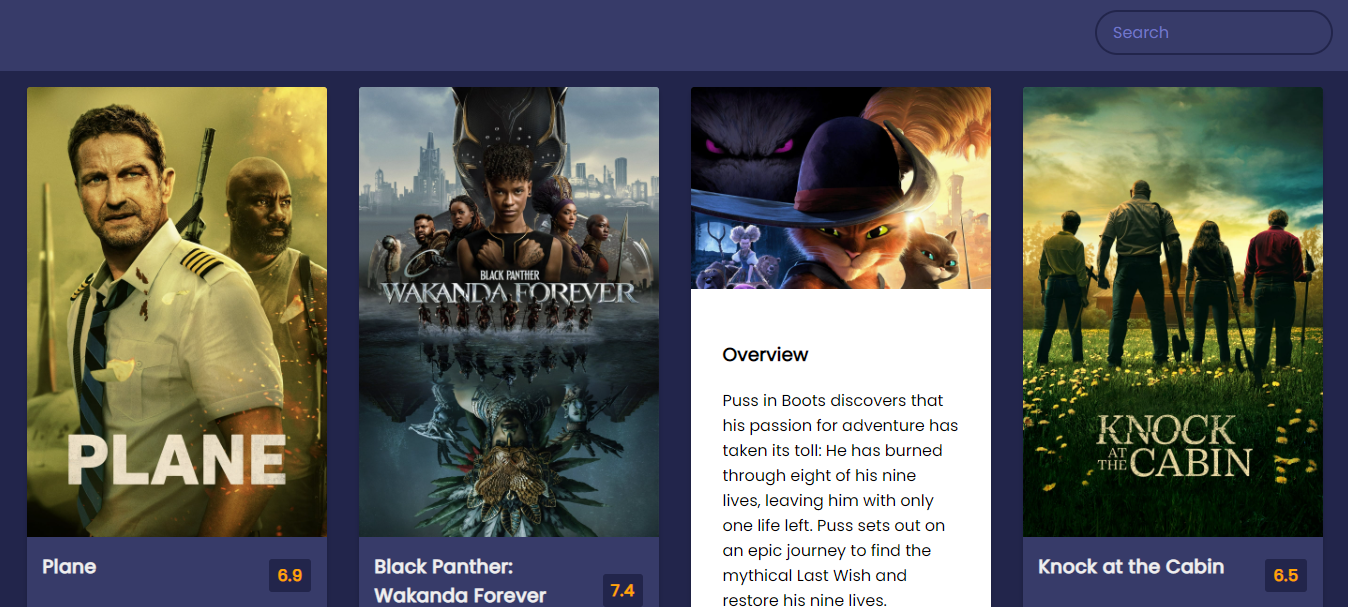 Search
PLANE
Plane
6.9
BLACK PANTHER
WAKANDA FOREVER
Black Panther:
Wakanda Forever
7.4
Overview
Puss in Boots discovers that
his passion for adventure has
taken its toll: He has burned
through eight of his nine
lives, leaving him with only
one life left. Puss sets out on
an epic journey to find the
mythical Last Wish and
restore his nine lives.
KNOCK
AT
THE CABIN
Knock at the Cabin
6.5